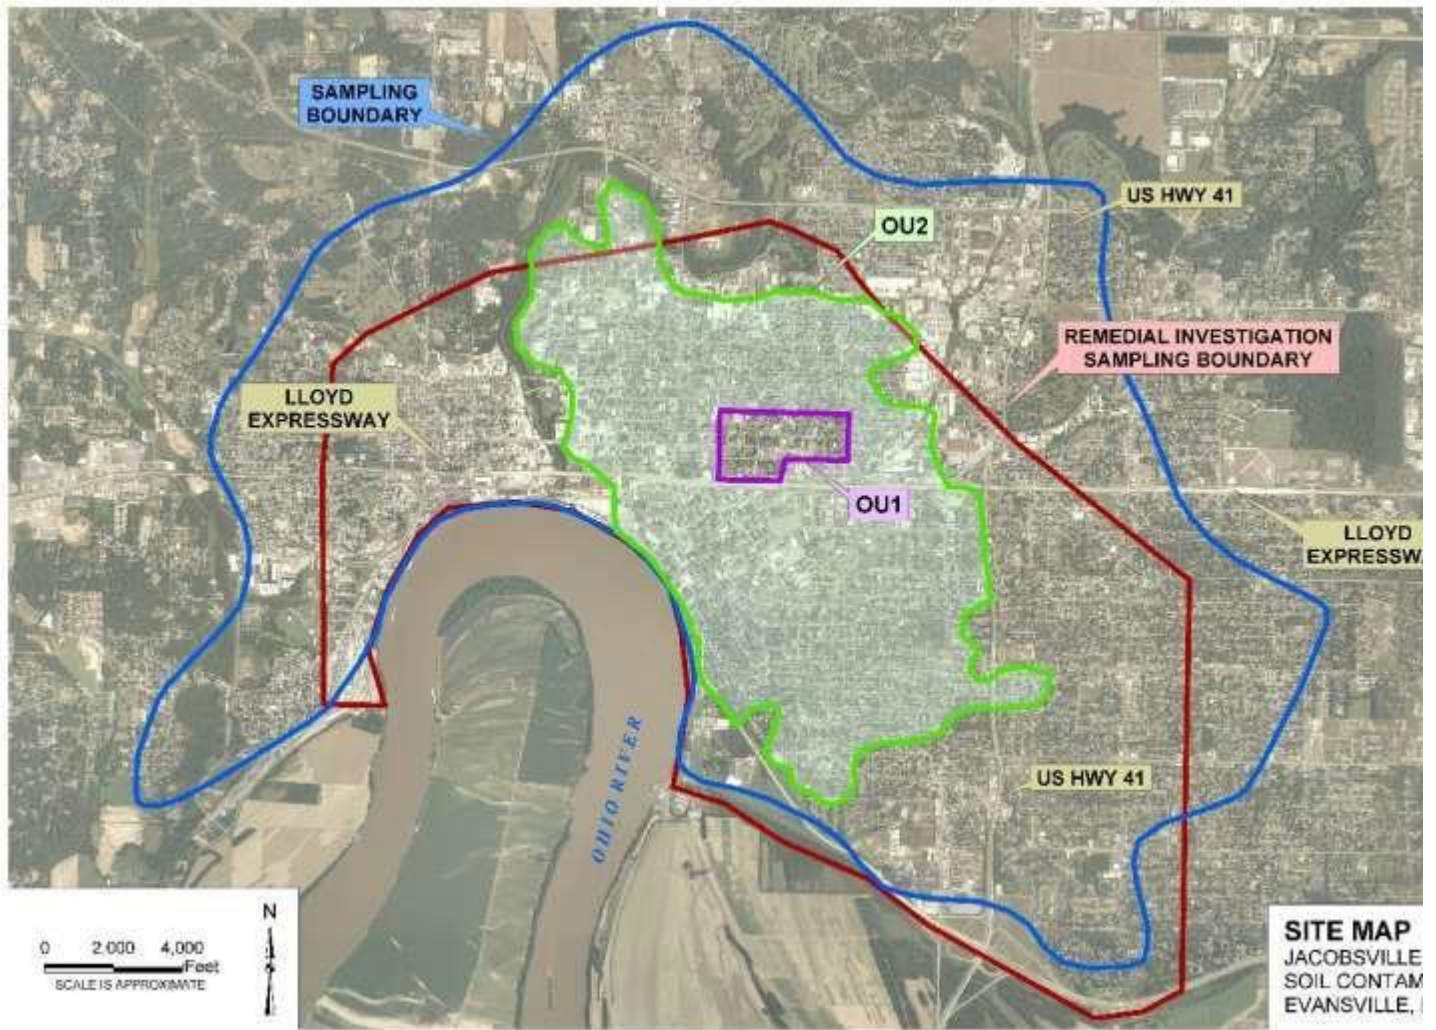 SAMPLING
BOUNDARY
US HWY 41
OU2
REMEDIAL INVESTIGATION
SAMPLING BOUNDARY
LLOYD
EXPRESSWAY
OU1
LLOYD
EXPRESSWA
US HWY 41
OHIO RIVER
N
0 2,000 4,000
Feet
SCALE IS APPROXIMATE
SITE MAP
JACOBSVILLE
SOIL CONTAM
EVANSVILLE,